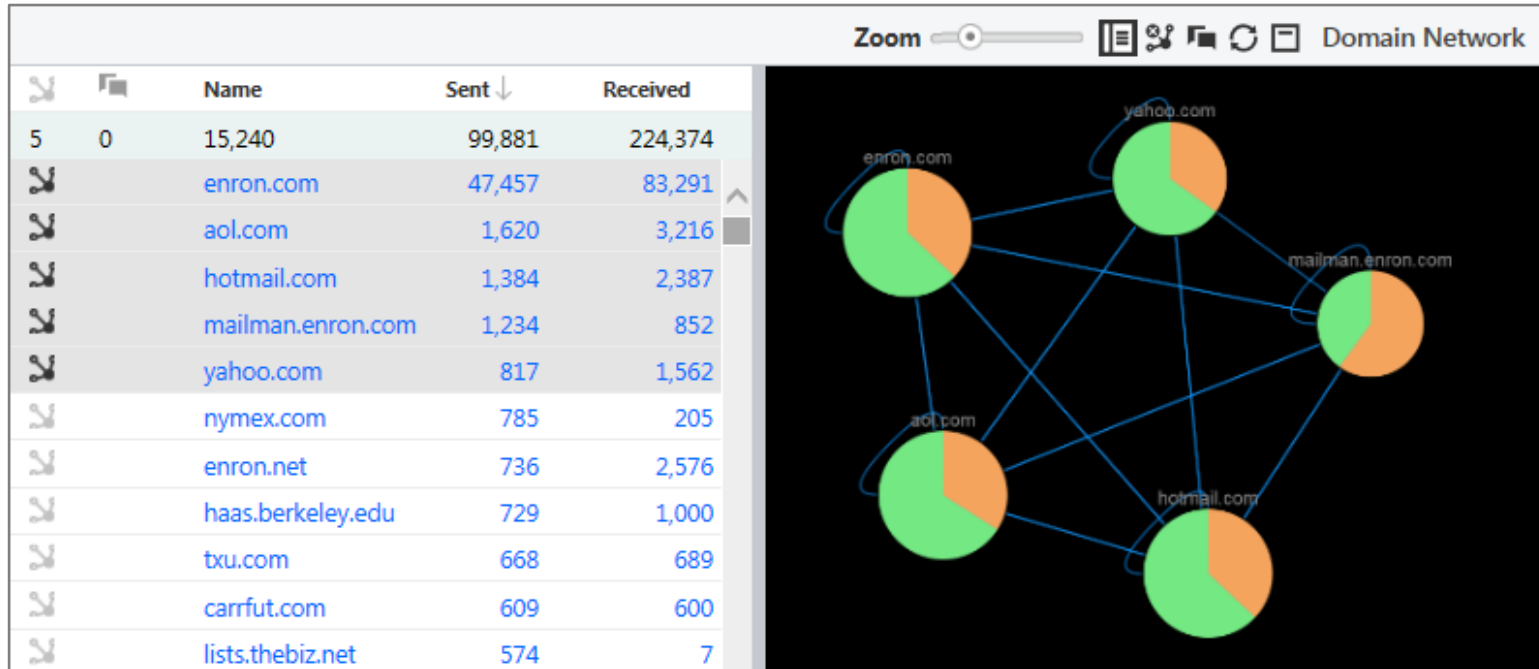 Zoom Domain Network
Name Sent ↓ Received
5 0 15,240 99,881 224,374
enron.com 47,457 83,291
aol.com 1,620 3,216
hotmail.com 1,384 2,387
mailman.enron.com 1,234 852
yahoo.com 817 1,562
nymex.com 785 205
enron.net 736 2,576
haas.berkeley.edu 729 1,000
txu.com 668 689
carrfut.com 609 600
lists.thebiz.net 574 7
yahoo.com
enron.com
mailman.enron.com
aol.com
hotmail.com